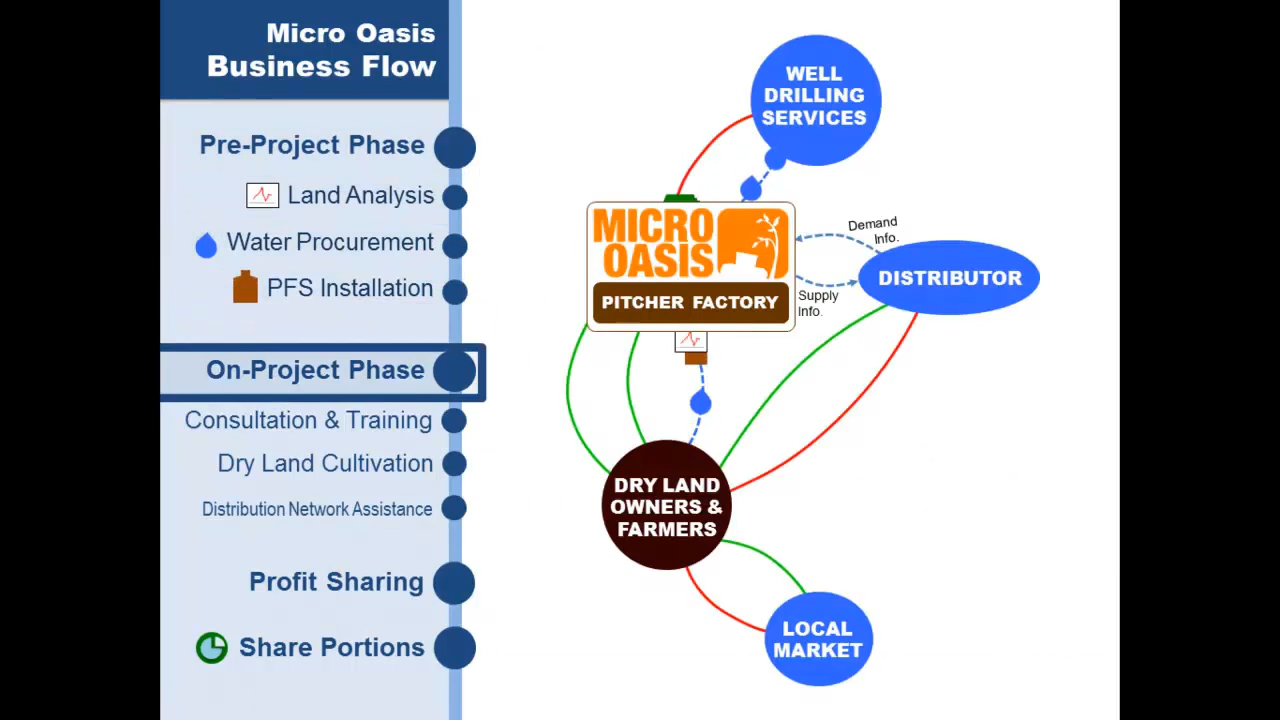 Micro Oasis
Business Flow
Pre-Project Phase
Land Analysis
Water Procurement
PFS Installation
On-Project Phase
Consultation & Training
Dry Land Cultivation
Distribution Network Assistance
Profit Sharing
Share Portions
WELL
DRILLING
SERVICES
MICRO
OASIS
PITCHER FACTORY
Demand
Info.
Supply
Info.
DISTRIBUTOR
DRY LAND
OWNERS &
FARMERS
LOCAL
MARKET